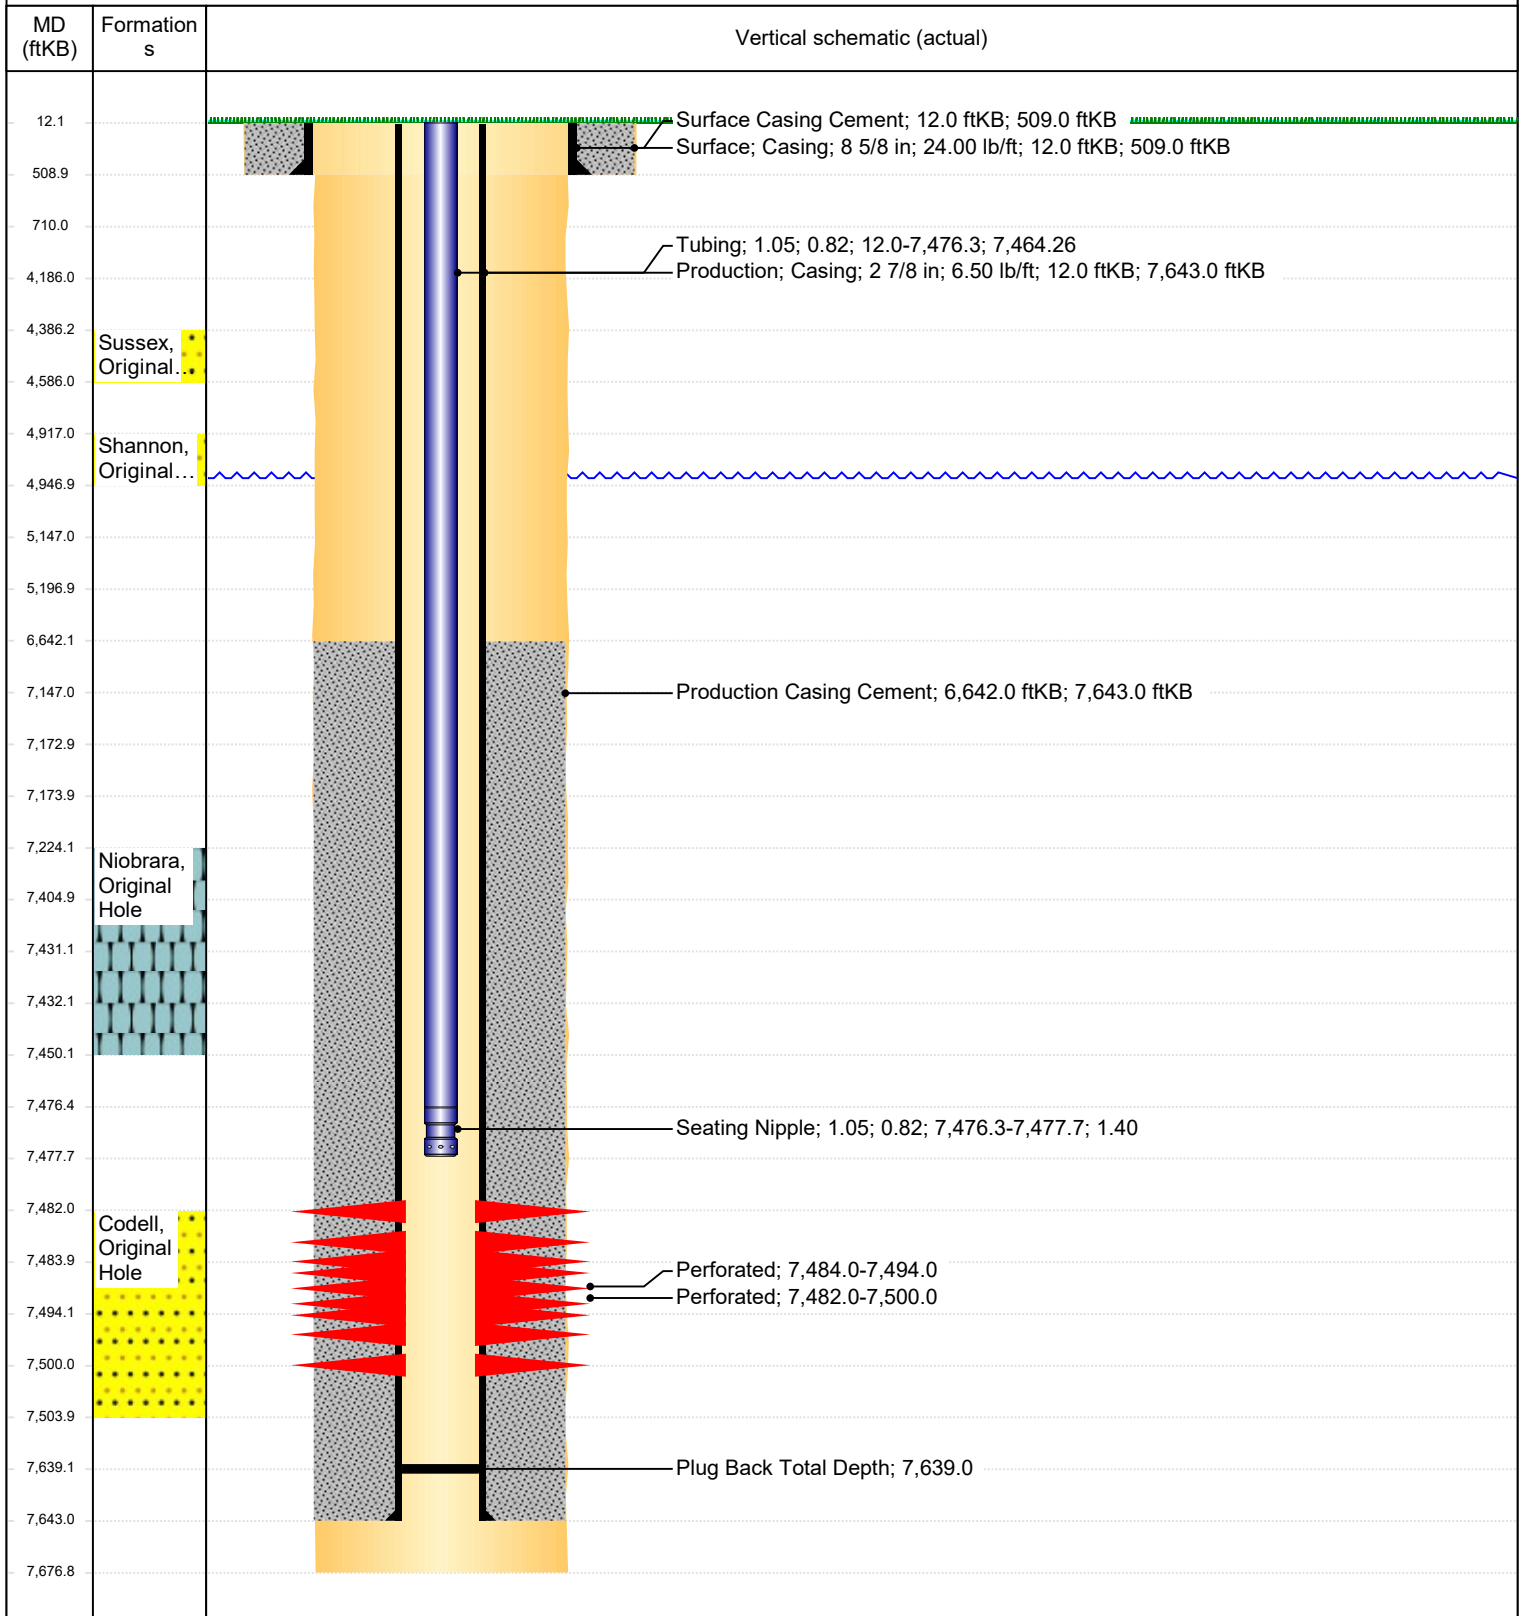 MD
(ftKB)
Formation
s
Vertical schematic (actual)
12.1
Surface Casing Cement; 12.0 ftKB; 509.0 ftKB
Surface; Casing; 8 5/8 in; 24.00 lb/ft; 12.0 ftKB; 509.0 ftKB
508.9
710.0
Tubing; 1.05; 0.82; 12.0-7,476.3; 7,464.26
Production; Casing; 2 7/8 in; 6.50 lb/ft; 12.0 ftKB; 7,643.0 ftKB
4,186.0
4,386.2
Sussex,
Original...
4,586.0
4,917.0
Shannon,
Original...
4,946.9
5,147.0
5,196.9
6,642.1
7,147.0
Production Casing Cement; 6,642.0 ftKB; 7,643.0 ftKB
7,172.9
7,173.9
7,224.1
Niobrara,
Original
Hole
7,404.9
7,431.1
7,432.1
7,450.1
7,476.4
Seating Nipple; 1.05; 0.82; 7,476.3-7,477.7; 1.40
7,477.7
7,482.0
Codell,
Original
Hole
7,483.9
Perforated; 7,484.0-7,494.0
Perforated; 7,482.0-7,500.0
7,494.1
7,500.0
7,503.9
7,639.1
Plug Back Total Depth; 7,639.0
7,643.0
7,676.8